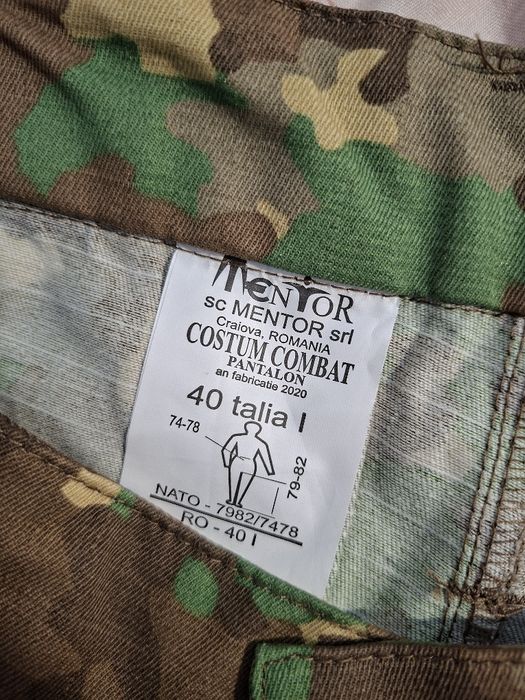 MENTOR
SC MENTOR srl
Craiova, ROMANIA
COSTUM COMBAT
PANTALON
an fabricatie 2020
40 talia I
74-78
79-82
NATO - 7982/7478
RO - 40 I